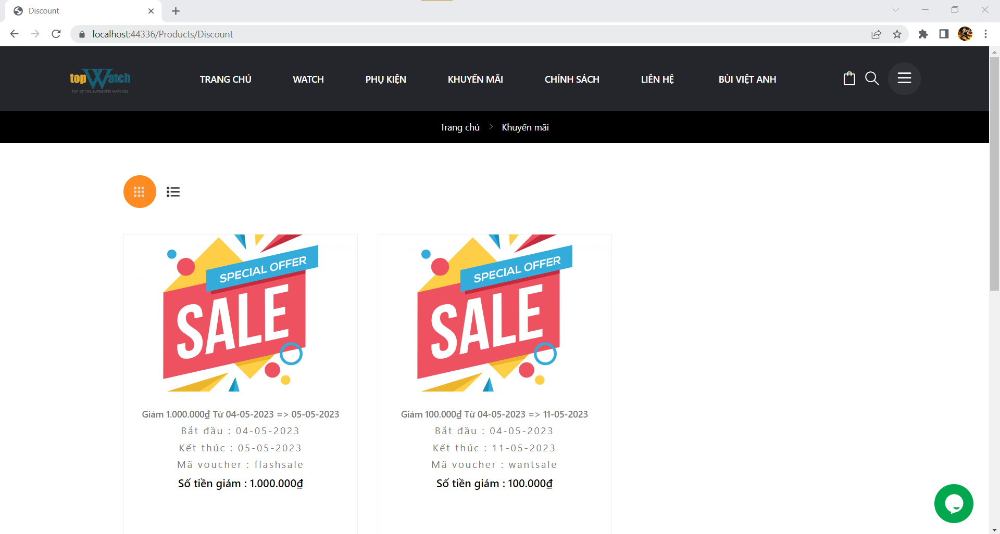 Discount
localhost:44336/Products/Discount
topWatch
TOP OF THE AUTHENTIC WATCHES
TRANG CHỦ
WATCH
PHỤ KIỆN
KHUYẾN MÃI
CHÍNH SÁCH
LIÊN HỆ
BÙI VIỆT ANH
Trang chủ > Khuyến mãi
SPECIAL OFFER
SALE
Giảm 1.000.000₫ Từ 04-05-2023 => 05-05-2023
Bắt đầu : 04-05-2023
Kết thúc : 05-05-2023
Mã voucher : flashsale
Số tiền giảm : 1.000.000₫
SPECIAL OFFER
SALE
Giảm 100.000₫ Từ 04-05-2023 => 11-05-2023
Bắt đầu : 04-05-2023
Kết thúc : 11-05-2023
Mã voucher : wantsale
Số tiền giảm : 100.000₫